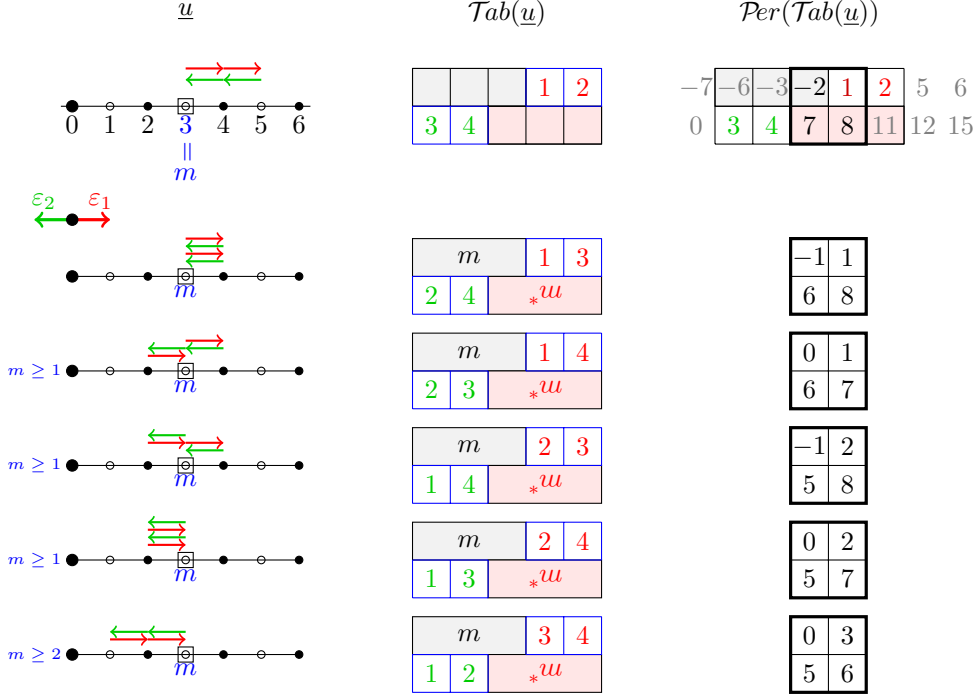 u Tab(u) Per(Tab(u))
1 2 −7 −6 −3 −2 1 2 5 6
3 4 0 3 4 7 8 11 12 15
0 1 2 3 4 5 6
=
m
ε2 ε1
m 1 3 −1 1
m 2 4 *m 6 8
m 1 4 0 1
m ≥ 1 m 2 3 *m 6 7
m 2 3 −1 2
m ≥ 1 m 1 4 *m 5 8
m 2 4 0 2
m ≥ 1 m 1 3 *m 5 7
m 3 4 0 3
m ≥ 2 m 1 2 *m 5 6